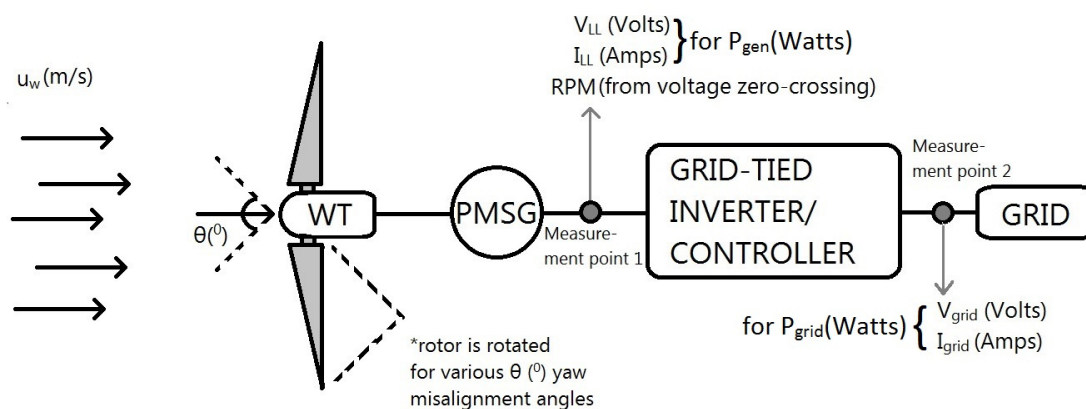 V_LL (Volts)
I_LL (Amps)
} for P_gen(Watts)
RPM (from voltage zero-crossing)
u_w (m/s)
θ(⁰)
WT
PMSG
Measure-
ment point 1
GRID-TIED
INVERTER/
CONTROLLER
Measure-
ment point 2
GRID
for P_grid(Watts) {
V_grid (Volts)
I_grid (Amps)
*rotor is rotated
for various θ (⁰) yaw
misalignment angles